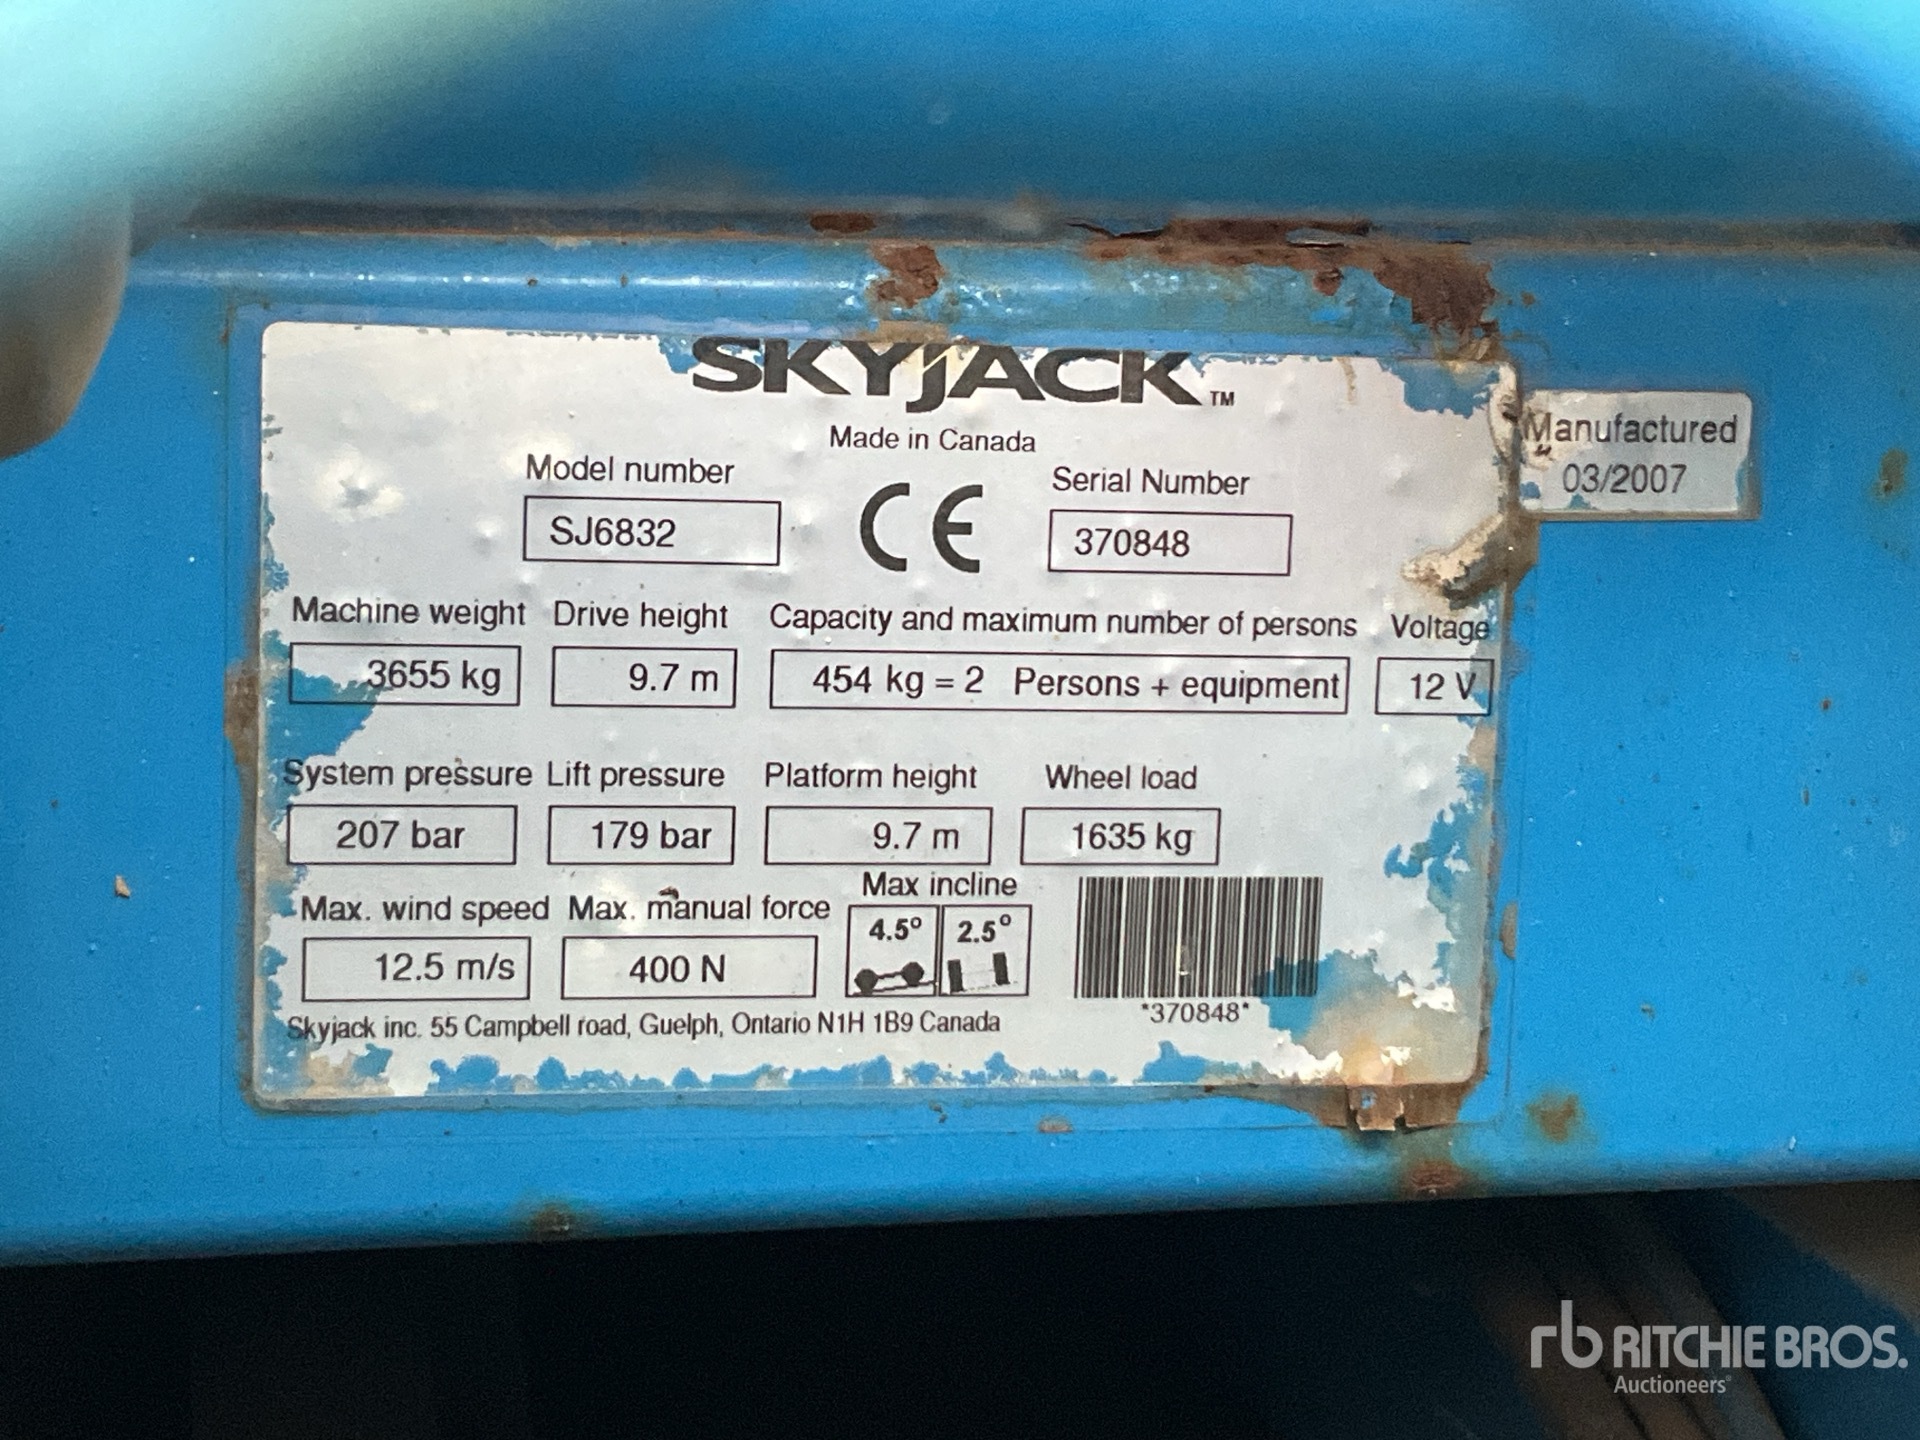 SKYJACK™
Made in Canada
Manufactured
03/2007
Model number
SJ6832
CE
Serial Number
370848
Machine weight Drive height Capacity and maximum number of persons Voltage
3655 kg 9.7 m 454 kg = 2 Persons + equipment 12 V
System pressure Lift pressure Platform height Wheel load
207 bar 179 bar 9.7 m 1635 kg
Max. wind speed Max. manual force Max incline
12.5 m/s 400 N 4.5° 2.5°
*370848*
Skyjack inc. 55 Campbell road, Guelph, Ontario N1H 1B9 Canada
rb RITCHIE BROS.
Auctioneers